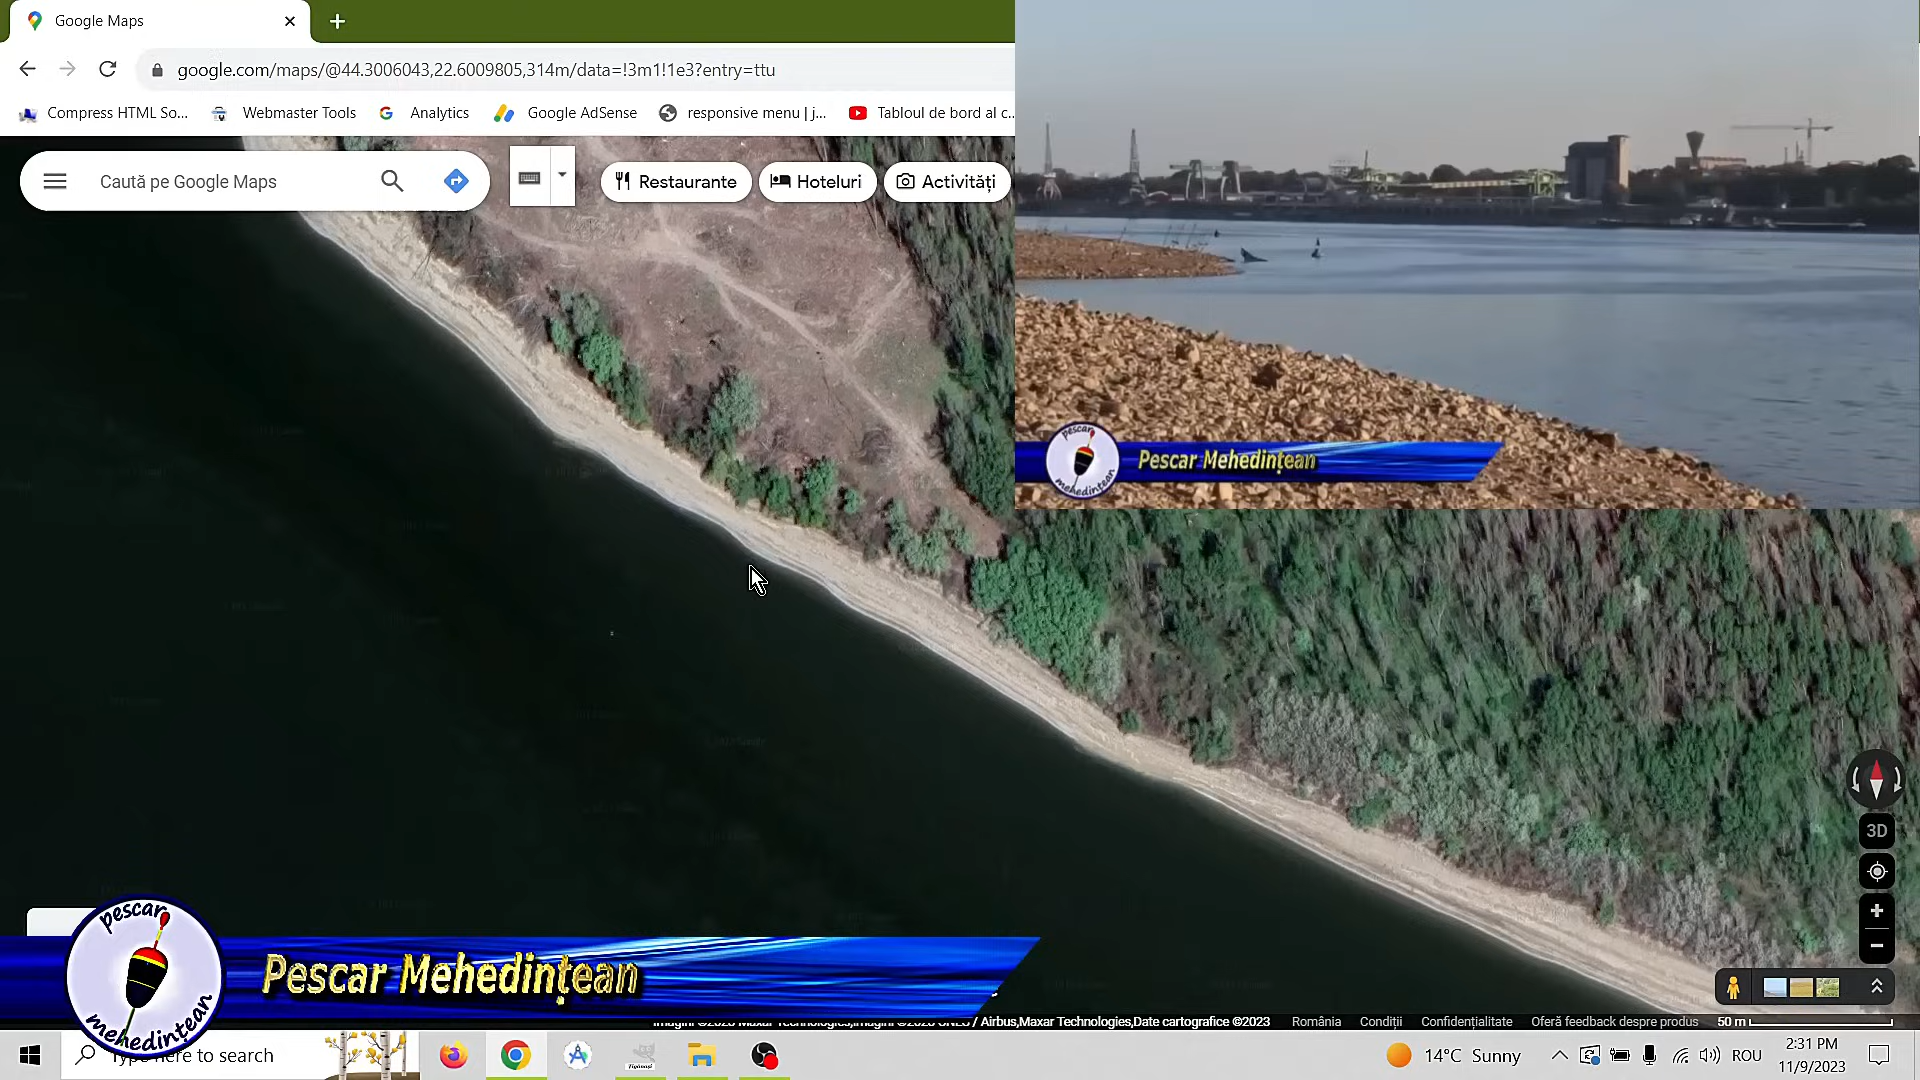 Google Maps
google.com/maps/@44.3006043,22.6009805,314m/data=!3m1!1e3?entry=ttu
Compress HTML So...
Webmaster Tools
Analytics
Google AdSense
responsive menu | j...
Tabloul de bord al c...
Caută pe Google Maps
Restaurante
Hoteluri
Activități
pescar
mehedințean
Pescar Mehedințean
3D
pescar
mehedințean
Pescar Mehedințean
/ Airbus,Maxar Technologies,Date cartografice ©2023
România
Condiții
Confidențialitate
Oferă feedback despre produs
50 m
here to search
14°C Sunny
ROU
2:31 PM
11/9/2023